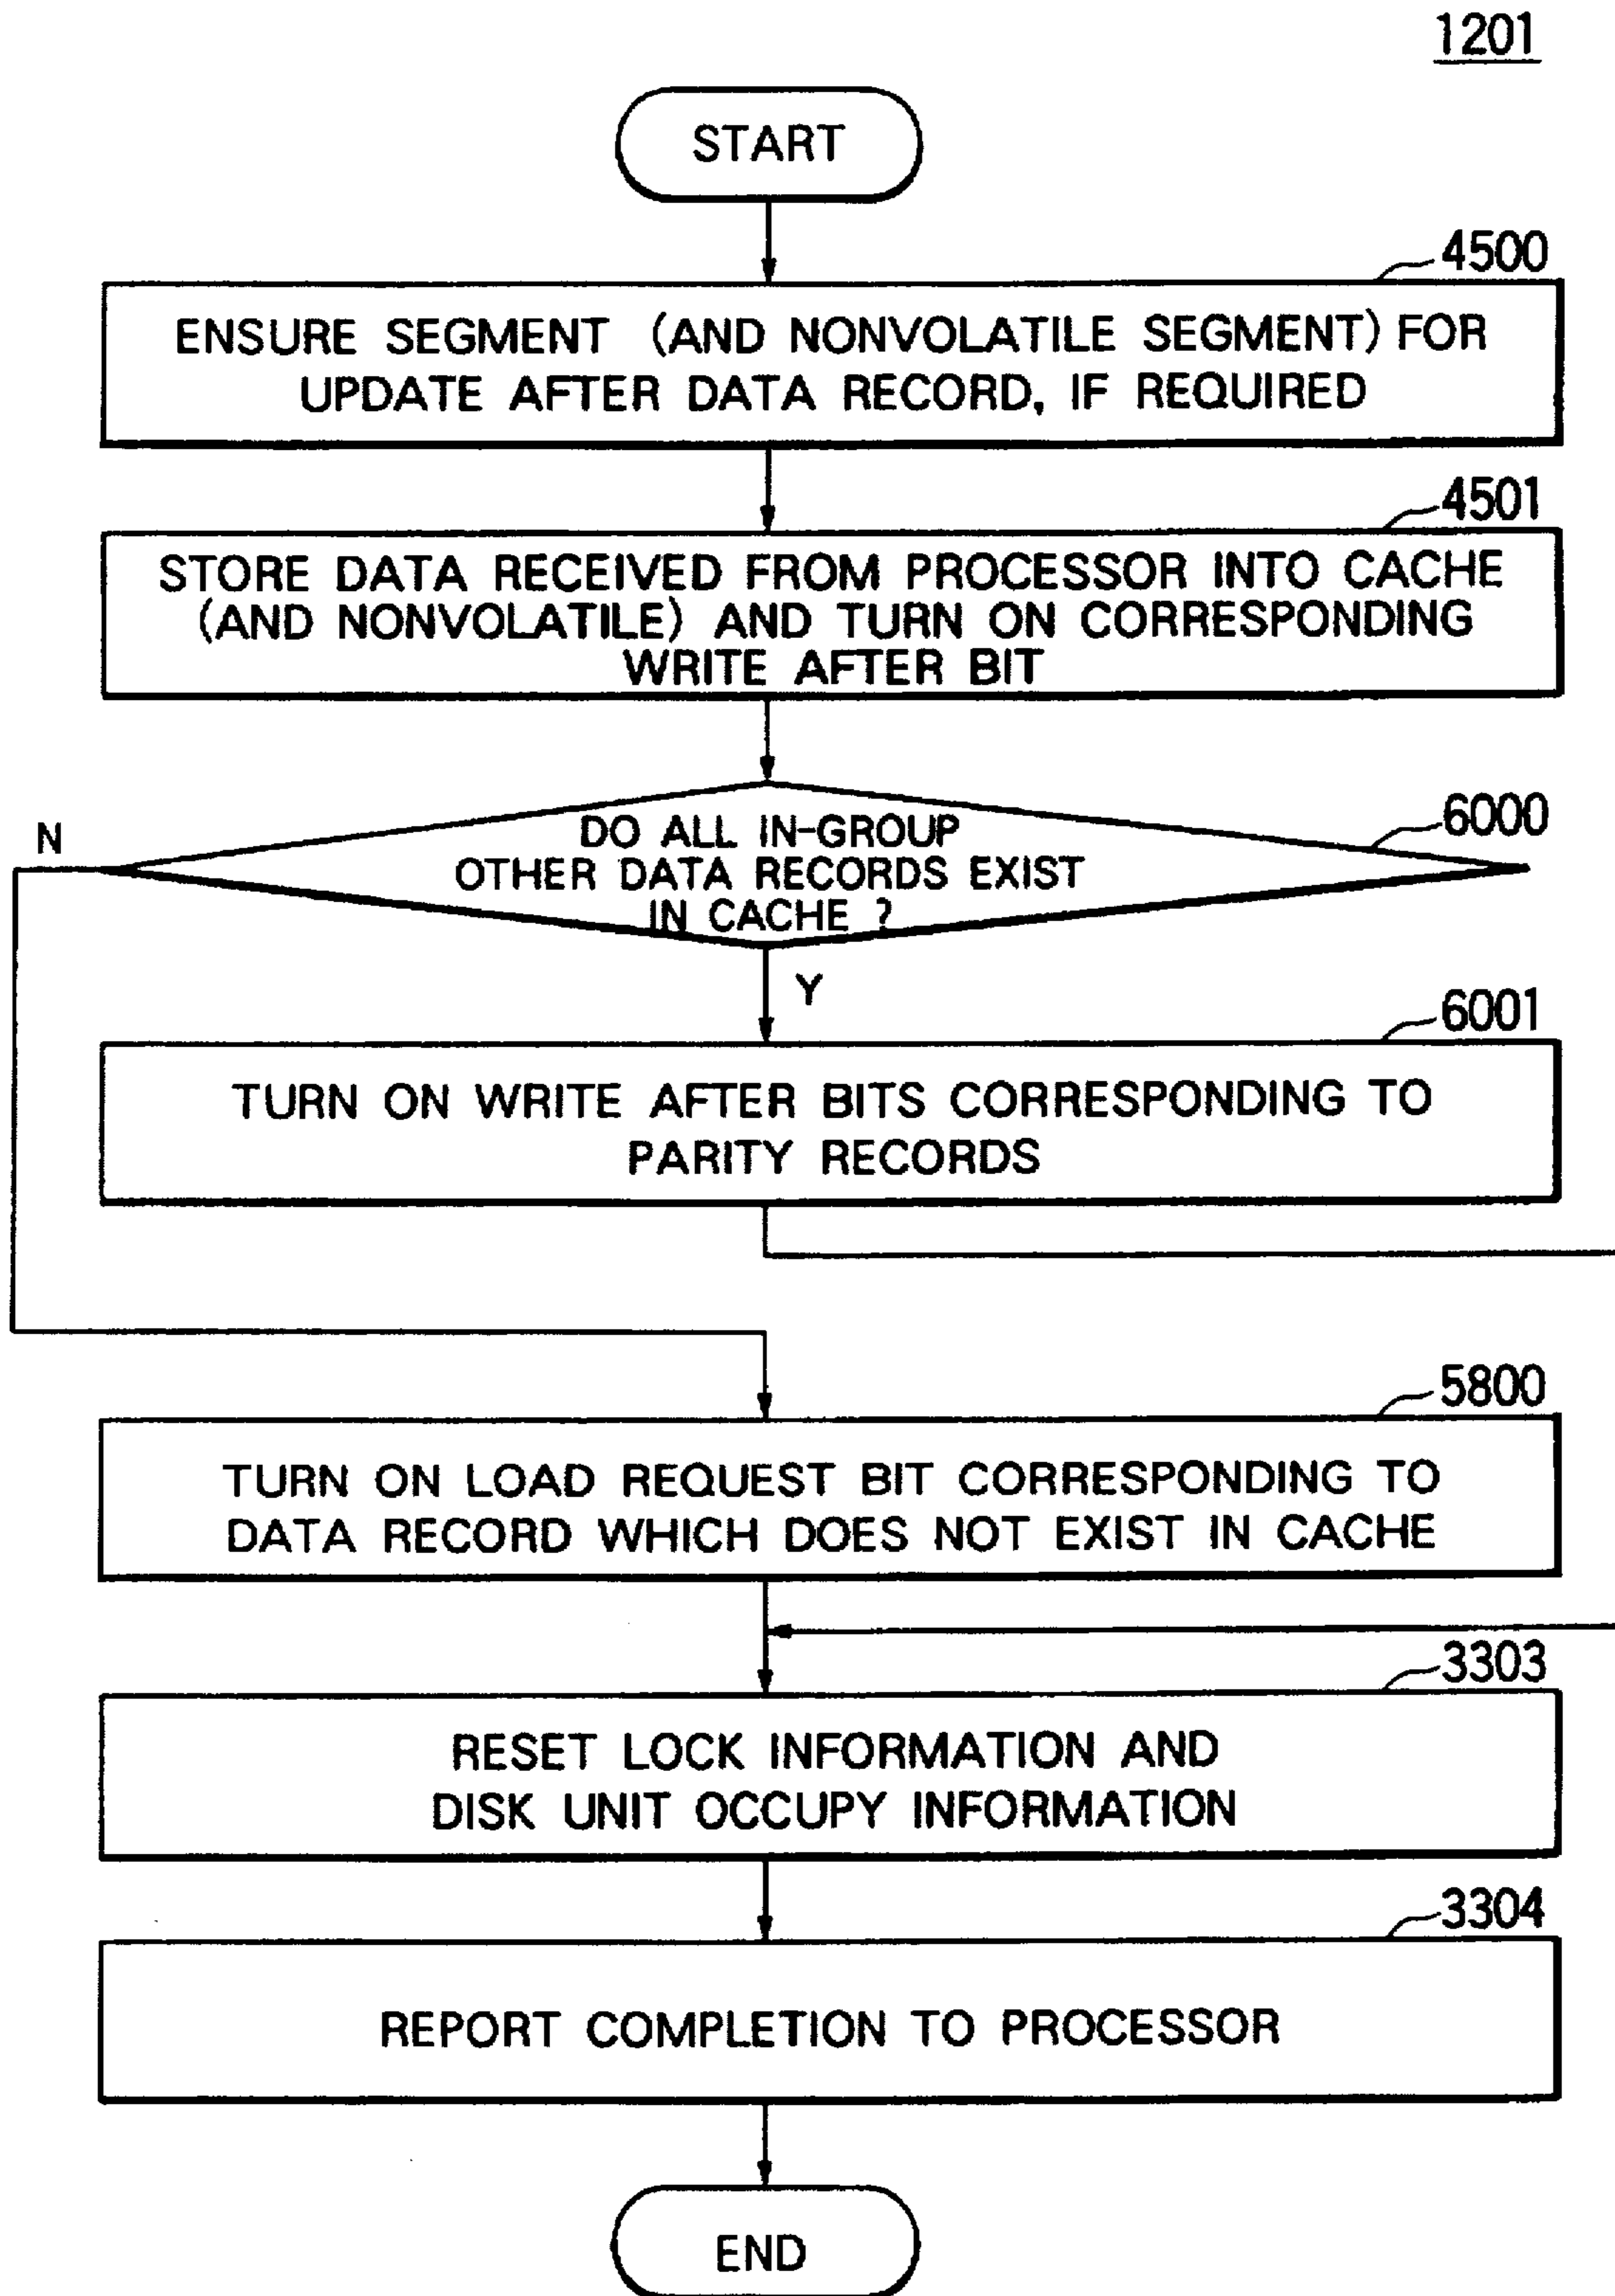 1201
START
4500
ENSURE SEGMENT (AND NONVOLATILE SEGMENT) FOR
UPDATE AFTER DATA RECORD, IF REQUIRED
4501
STORE DATA RECEIVED FROM PROCESSOR INTO CACHE
(AND NONVOLATILE) AND TURN ON CORRESPONDING
WRITE AFTER BIT
6000
N
DO ALL IN-GROUP
OTHER DATA RECORDS EXIST
IN CACHE ?
Y
6001
TURN ON WRITE AFTER BITS CORRESPONDING TO
PARITY RECORDS
5800
TURN ON LOAD REQUEST BIT CORRESPONDING TO
DATA RECORD WHICH DOES NOT EXIST IN CACHE
3303
RESET LOCK INFORMATION AND
DISK UNIT OCCUPY INFORMATION
3304
REPORT COMPLETION TO PROCESSOR
END